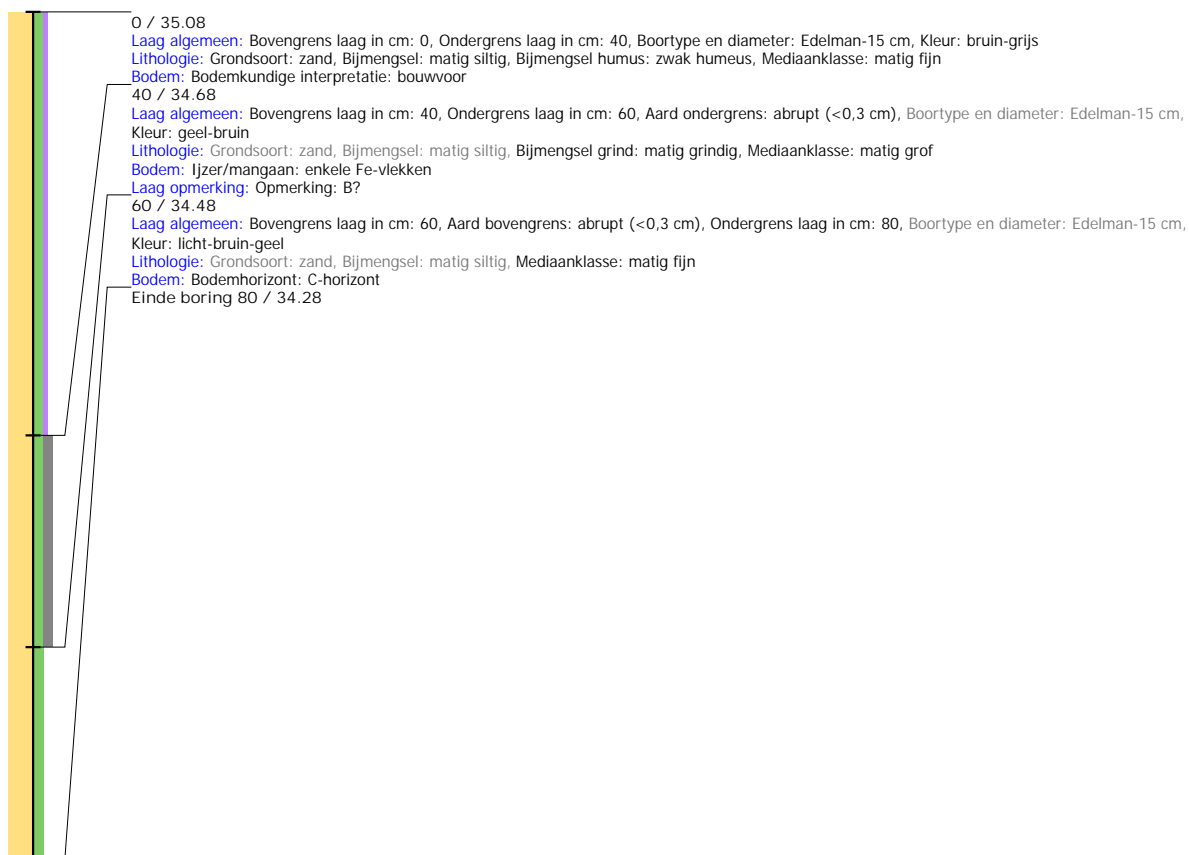 0 / 35.08
Laag algemeen: Bovengrens laag in cm: 0, Ondergrens laag in cm: 40, Boortype en diameter: Edelman-15 cm, Kleur: bruin-grijs
Lithologie: Grondsoort: zand, Bijmengsel: matig siltig, Bijmengsel humus: zwak humeus, Mediaanklasse: matig fijn
Bodem: Bodemkundige interpretatie: bouwvoor
40 / 34.68
Laag algemeen: Bovengrens laag in cm: 40, Ondergrens laag in cm: 60, Aard ondergrens: abrupt (<0,3 cm), Boortype en diameter: Edelman-15 cm,
Kleur: geel-bruin
Lithologie: Grondsoort: zand, Bijmengsel: matig siltig, Bijmengsel grind: matig grindig, Mediaanklasse: matig grof
Bodem: Ijzer/mangaan: enkele Fe-vlekken
Laag opmerking: Opmerking: B?
60 / 34.48
Laag algemeen: Bovengrens laag in cm: 60, Aard bovengrens: abrupt (<0,3 cm), Ondergrens laag in cm: 80, Boortype en diameter: Edelman-15 cm,
Kleur: licht-bruin-geel
Lithologie: Grondsoort: zand, Bijmengsel: matig siltig, Mediaanklasse: matig fijn
Bodem: Bodemhorizont: C-horizont
Einde boring 80 / 34.28